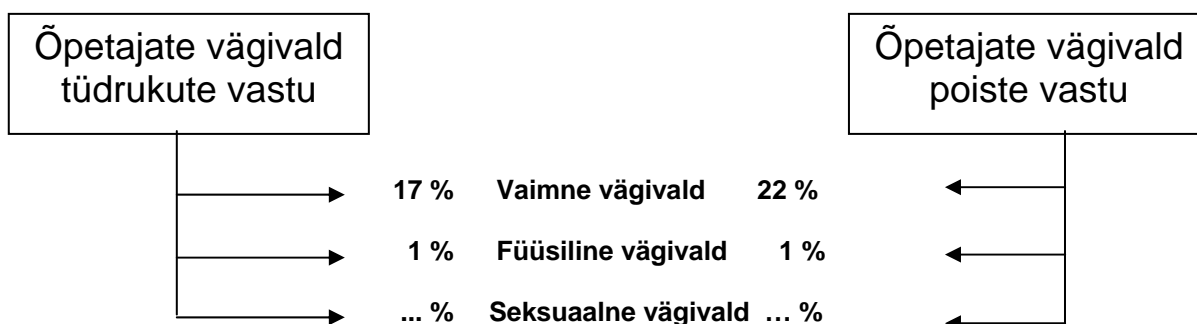 Õpetajate vägivald
tüdrukute vastu
Õpetajate vägivald
poiste vastu
17 % Vaimne vägivald 22 %
1 % Füüsiline vägivald 1 %
... % Seksuaalne vägivald … %